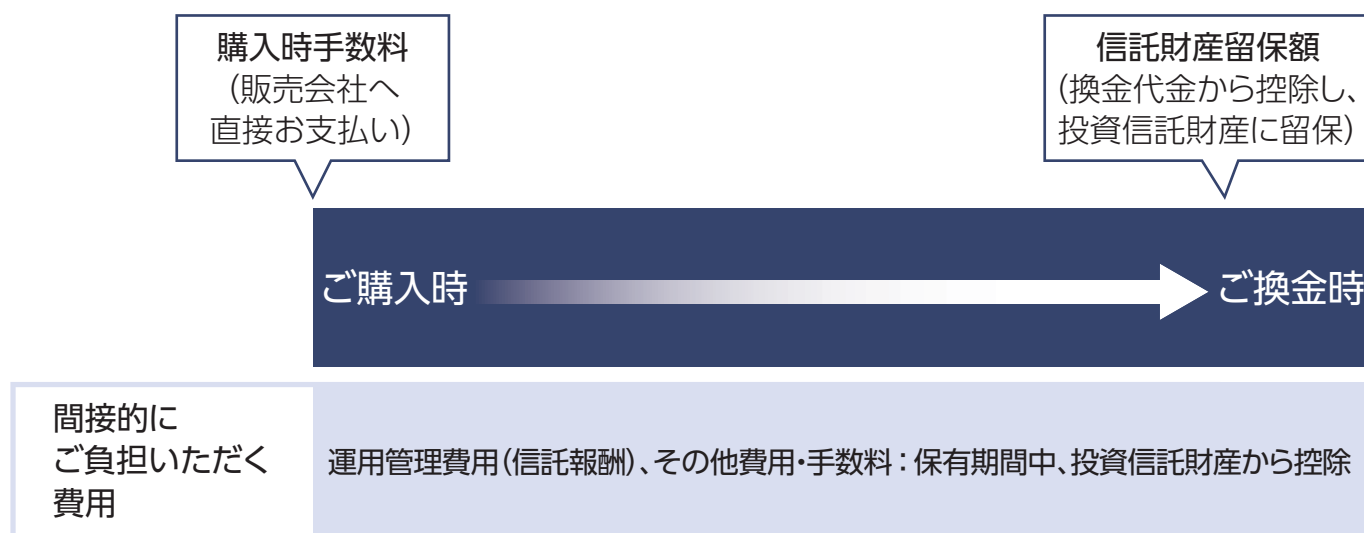 購入時手数料
(販売会社へ
直接お支払い)
信託財産留保額
(換金代金から控除し、
投資信託財産に留保)
ご購入時
ご換金時
間接的に
ご負担いただく
費用
運用管理費用(信託報酬)、その他費用・手数料：保有期間中、投資信託財産から控除